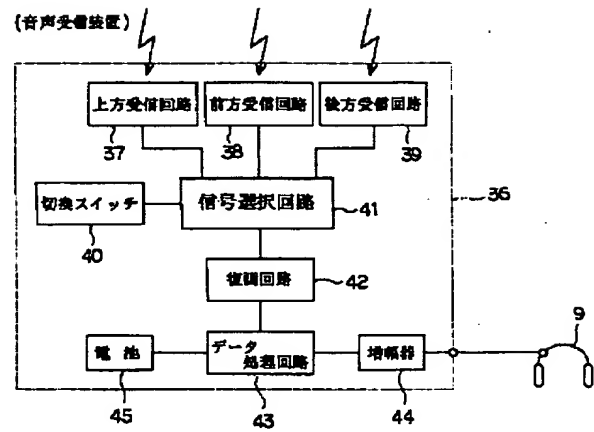 (音声受信装置)
上方受信回路
前方受信回路
後方受信回路
37
38
39
切換スイッチ
信号選択回路
41
36
40
復調回路
42
9
電 池
データ
処理回路
増幅器
45
43
44